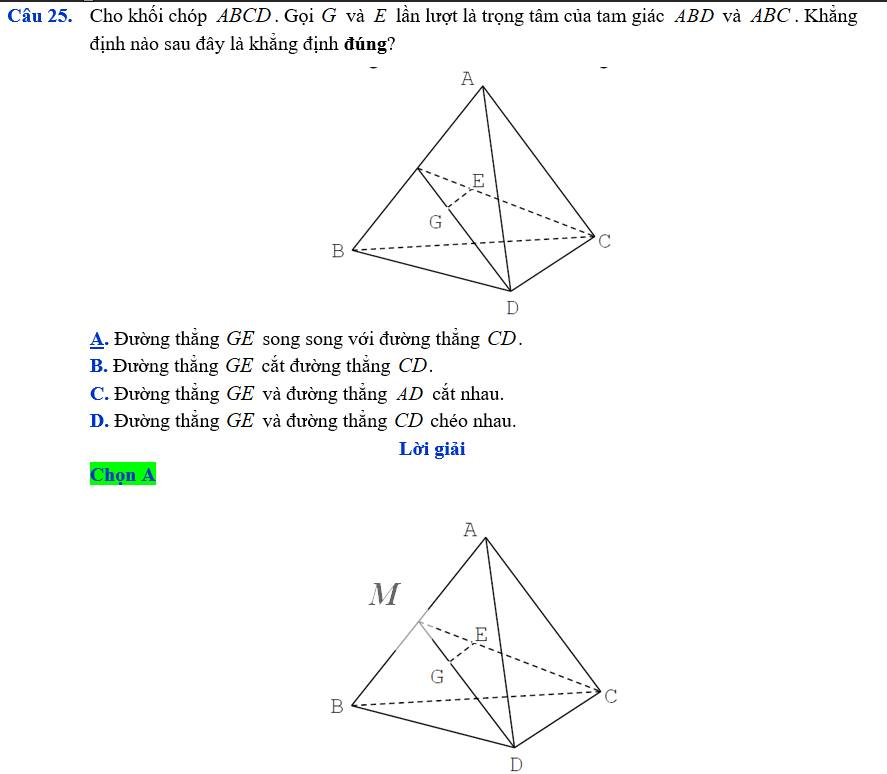 Câu 25. Cho khối chóp ABCD. Gọi G và E lần lượt là trọng tâm của tam giác ABD và ABC. Khẳng
định nào sau đây là khẳng định đúng?
A
E
G
B
C
D
A. Đường thẳng GE song song với đường thẳng CD.
B. Đường thẳng GE cắt đường thẳng CD.
C. Đường thẳng GE và đường thẳng AD cắt nhau.
D. Đường thẳng GE và đường thẳng CD chéo nhau.
Lời giải
Chọn A
A
M
E
G
B
C
D